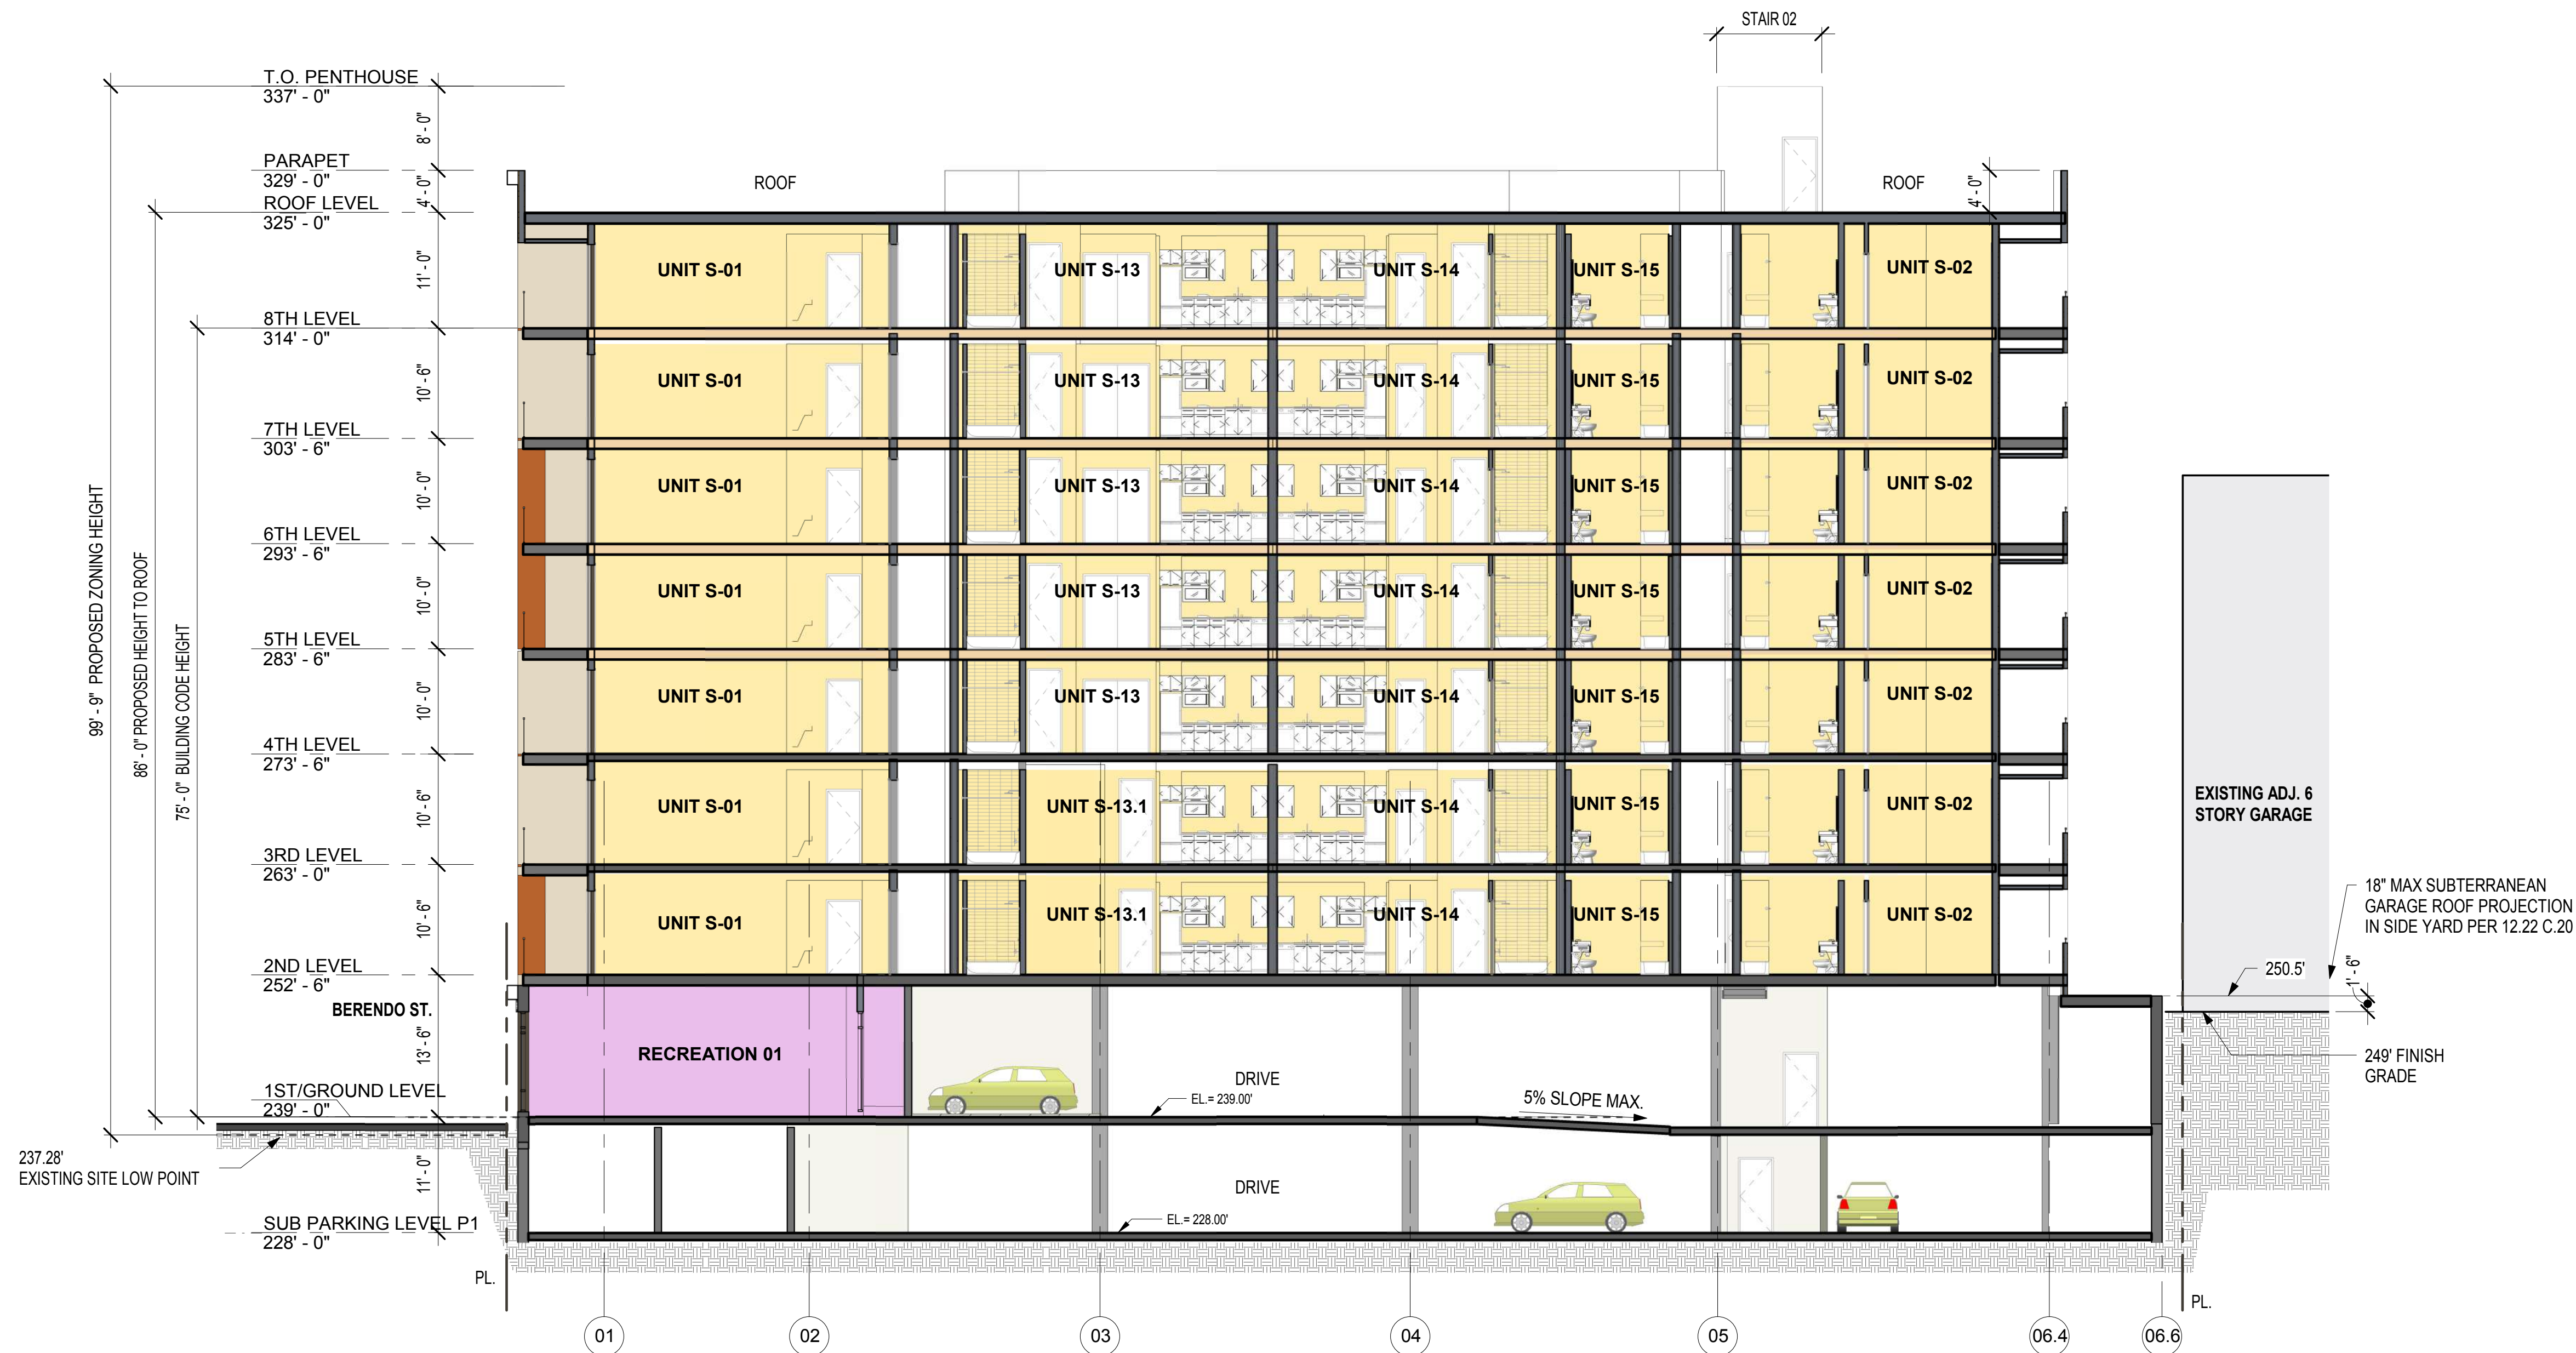 STAIR 02
T.O. PENTHOUSE
337' - 0"
8' - 0"
PARAPET
329' - 0"
4' - 0"
ROOF
ROOF
4' - 0"
ROOF LEVEL
325' - 0"
11' - 0"
UNIT S-01
UNIT S-13
UNIT S-14
UNIT S-15
UNIT S-02
8TH LEVEL
314' - 0"
10' - 6"
UNIT S-01
UNIT S-13
UNIT S-14
UNIT S-15
UNIT S-02
7TH LEVEL
303' - 6"
10' - 0"
UNIT S-01
UNIT S-13
UNIT S-14
UNIT S-15
UNIT S-02
6TH LEVEL
293' - 6"
10' - 0"
UNIT S-01
UNIT S-13
UNIT S-14
UNIT S-15
UNIT S-02
5TH LEVEL
283' - 6"
10' - 0"
UNIT S-01
UNIT S-13
UNIT S-14
UNIT S-15
UNIT S-02
4TH LEVEL
273' - 6"
10' - 6"
UNIT S-01
UNIT S-13.1
UNIT S-14
UNIT S-15
UNIT S-02
3RD LEVEL
263' - 0"
10' - 6"
UNIT S-01
UNIT S-13.1
UNIT S-14
UNIT S-15
UNIT S-02
2ND LEVEL
252' - 6"
99' - 9" PROPOSED ZONING HEIGHT
86' - 0" PROPOSED HEIGHT TO ROOF
75' - 0" BUILDING CODE HEIGHT
EXISTING ADJ. 6
STORY GARAGE
18" MAX SUBTERRANEAN
GARAGE ROOF PROJECTION
IN SIDE YARD PER 12.22 C.20
250.5'
1' - 6"
249' FINISH
GRADE
BERENDO ST.
13' - 6"
RECREATION 01
DRIVE
EL.= 239.00'
5% SLOPE MAX.
1ST/GROUND LEVEL
239' - 0"
237.28'
EXISTING SITE LOW POINT
11' - 0"
DRIVE
EL.= 228.00'
SUB PARKING LEVEL P1
228' - 0"
PL.
PL.
01
02
03
04
05
06.4
06.6